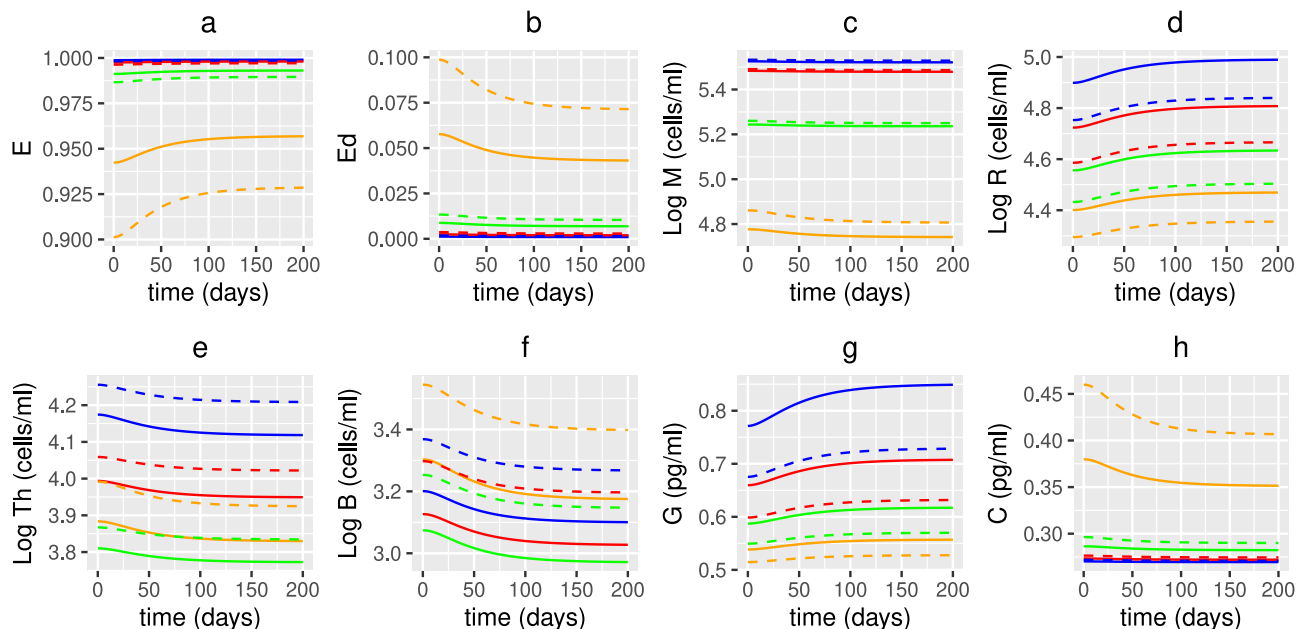 a
b
c
d
E
1.000
0.975
0.950
0.925
0.900
0 50 100 150 200
time (days)
Ed
0.100
0.075
0.050
0.025
0.000
0 50 100 150 200
time (days)
Log M (cells/ml)
5.4
5.2
5.0
4.8
0 50 100 150 200
time (days)
Log R (cells/ml)
5.0
4.8
4.6
4.4
0 50 100 150 200
time (days)
e
f
g
h
Log Th (cells/ml)
4.2
4.1
4.0
3.9
3.8
0 50 100 150 200
time (days)
Log B (cells/ml)
3.4
3.2
3.0
0 50 100 150 200
time (days)
G (pg/ml)
0.8
0.7
0.6
0.5
0 50 100 150 200
time (days)
C (pg/ml)
0.45
0.40
0.35
0.30
0 50 100 150 200
time (days)